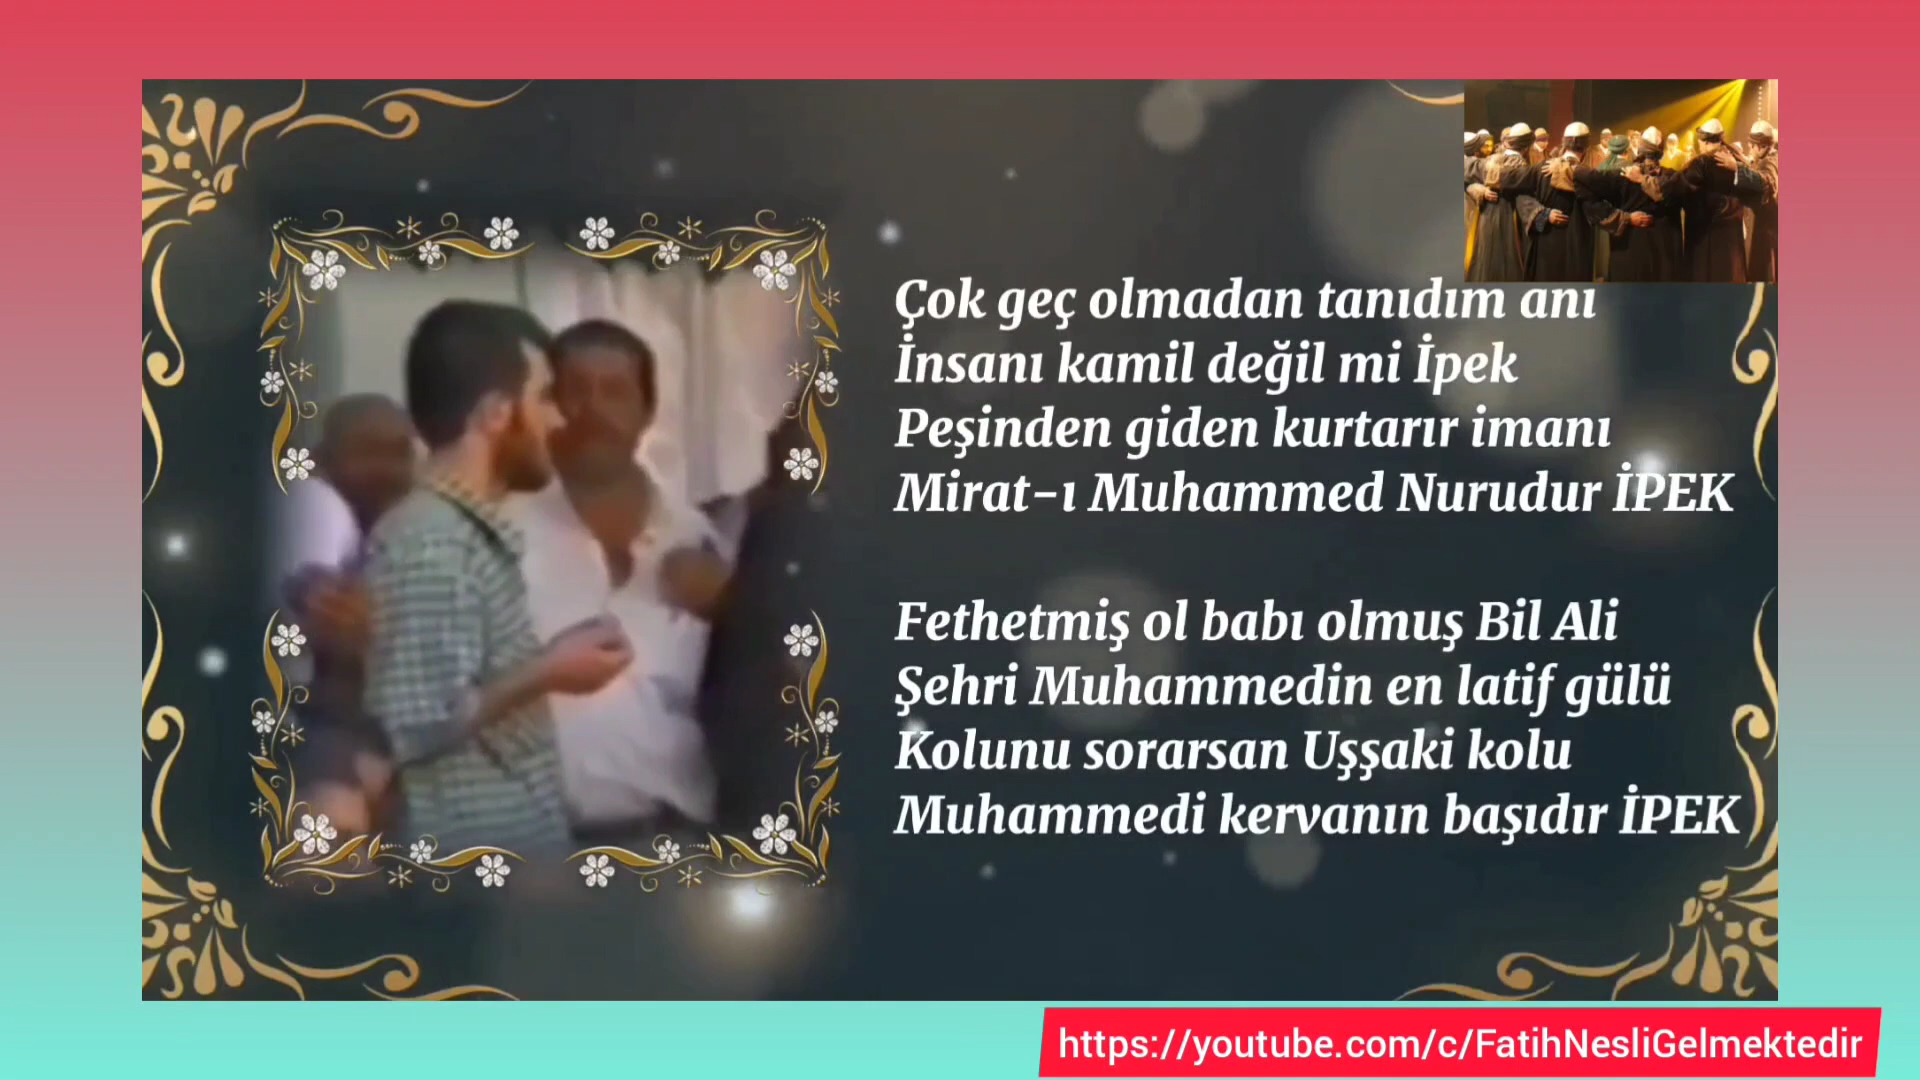 Çok geç olmadan tanıdım anı
İnsanı kamil değil mi İpek
Peşinden giden kurtarır imanı
Mirat-ı Muhammed Nurudur İPEK
Fethetmiş ol babı olmuş Bil Ali
Şehri Muhammedin en latif gülü
Kolunu sorarsan Uşşaki kolu
Muhammedi kervanın başıdır İPEK
https://youtube.com/c/FatihNesliGelmektedir